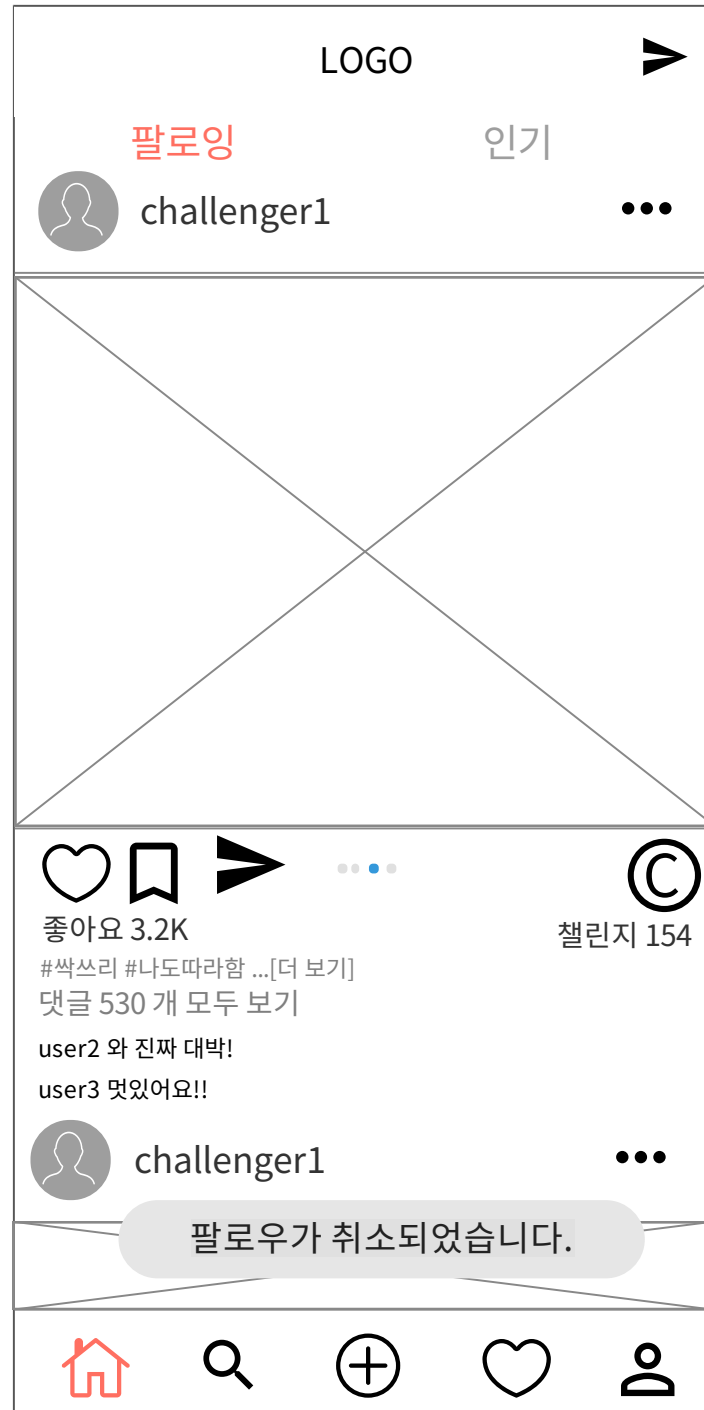 LOGO
팔로잉 인기
challenger1
좋아요 3.2K
챌린지 154
#싹쓰리 #나도따라함 ...[더 보기]
댓글 530 개 모두 보기
user2 와 진짜 대박!
user3 멋있어요!!
challenger1
팔로우가 취소되었습니다.